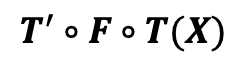 T′ ∘ F ∘ T(X)